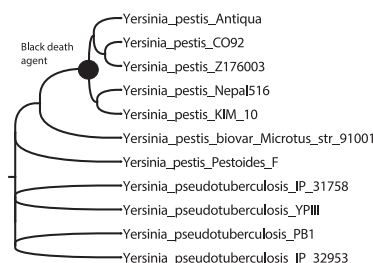 Yersinia_pestis_Antiqua
Black death
agent
Yersinia_pestis_CO92
Yersinia_pestis_Z176003
Yersinia_pestis_Nepal516
Yersinia_pestis_KIM_10
Yersinia_pestis_biovar_Microtus_str_91001
Yersinia_pestis_Pestoides_F
Yersinia_pseudotuberculosis_IP_31758
Yersinia_pseudotuberculosis_YPIII
Yersinia_pseudotuberculosis_PB1
Yersinia_pseudotuberculosis_IP_32953